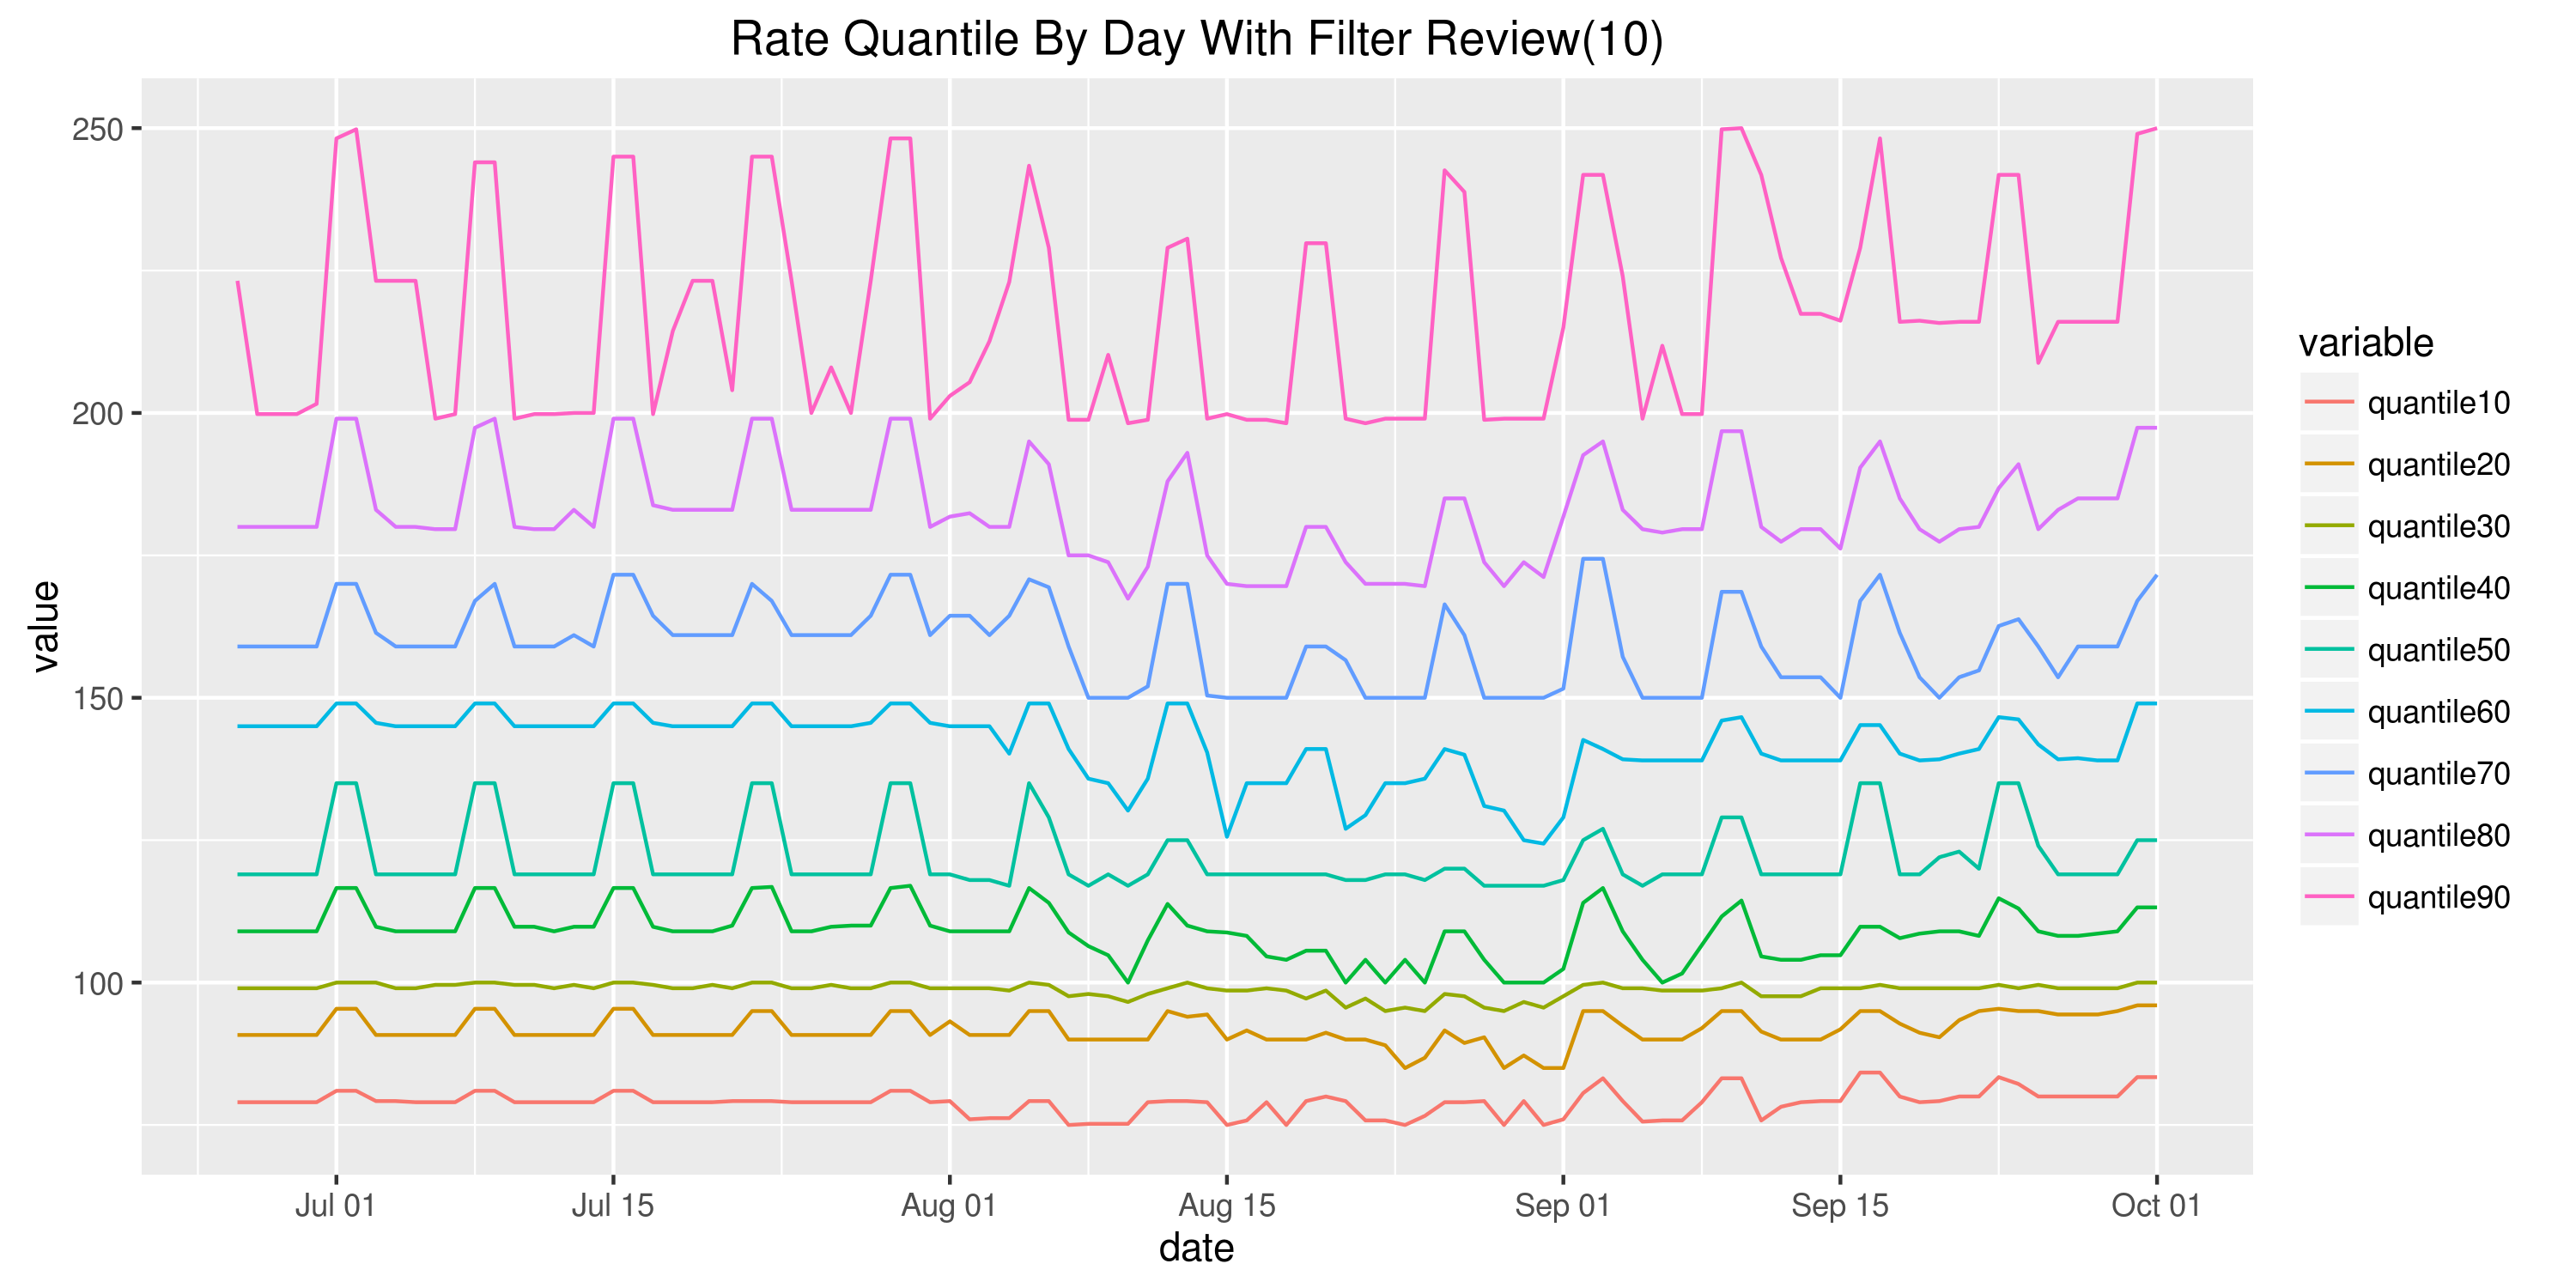 Rate Quantile By Day With Filter Review(10)
250
200
150
100
value
Jul 01
Jul 15
Aug 01
Aug 15
Sep 01
Sep 15
Oct 01
date
variable
quantile10
quantile20
quantile30
quantile40
quantile50
quantile60
quantile70
quantile80
quantile90